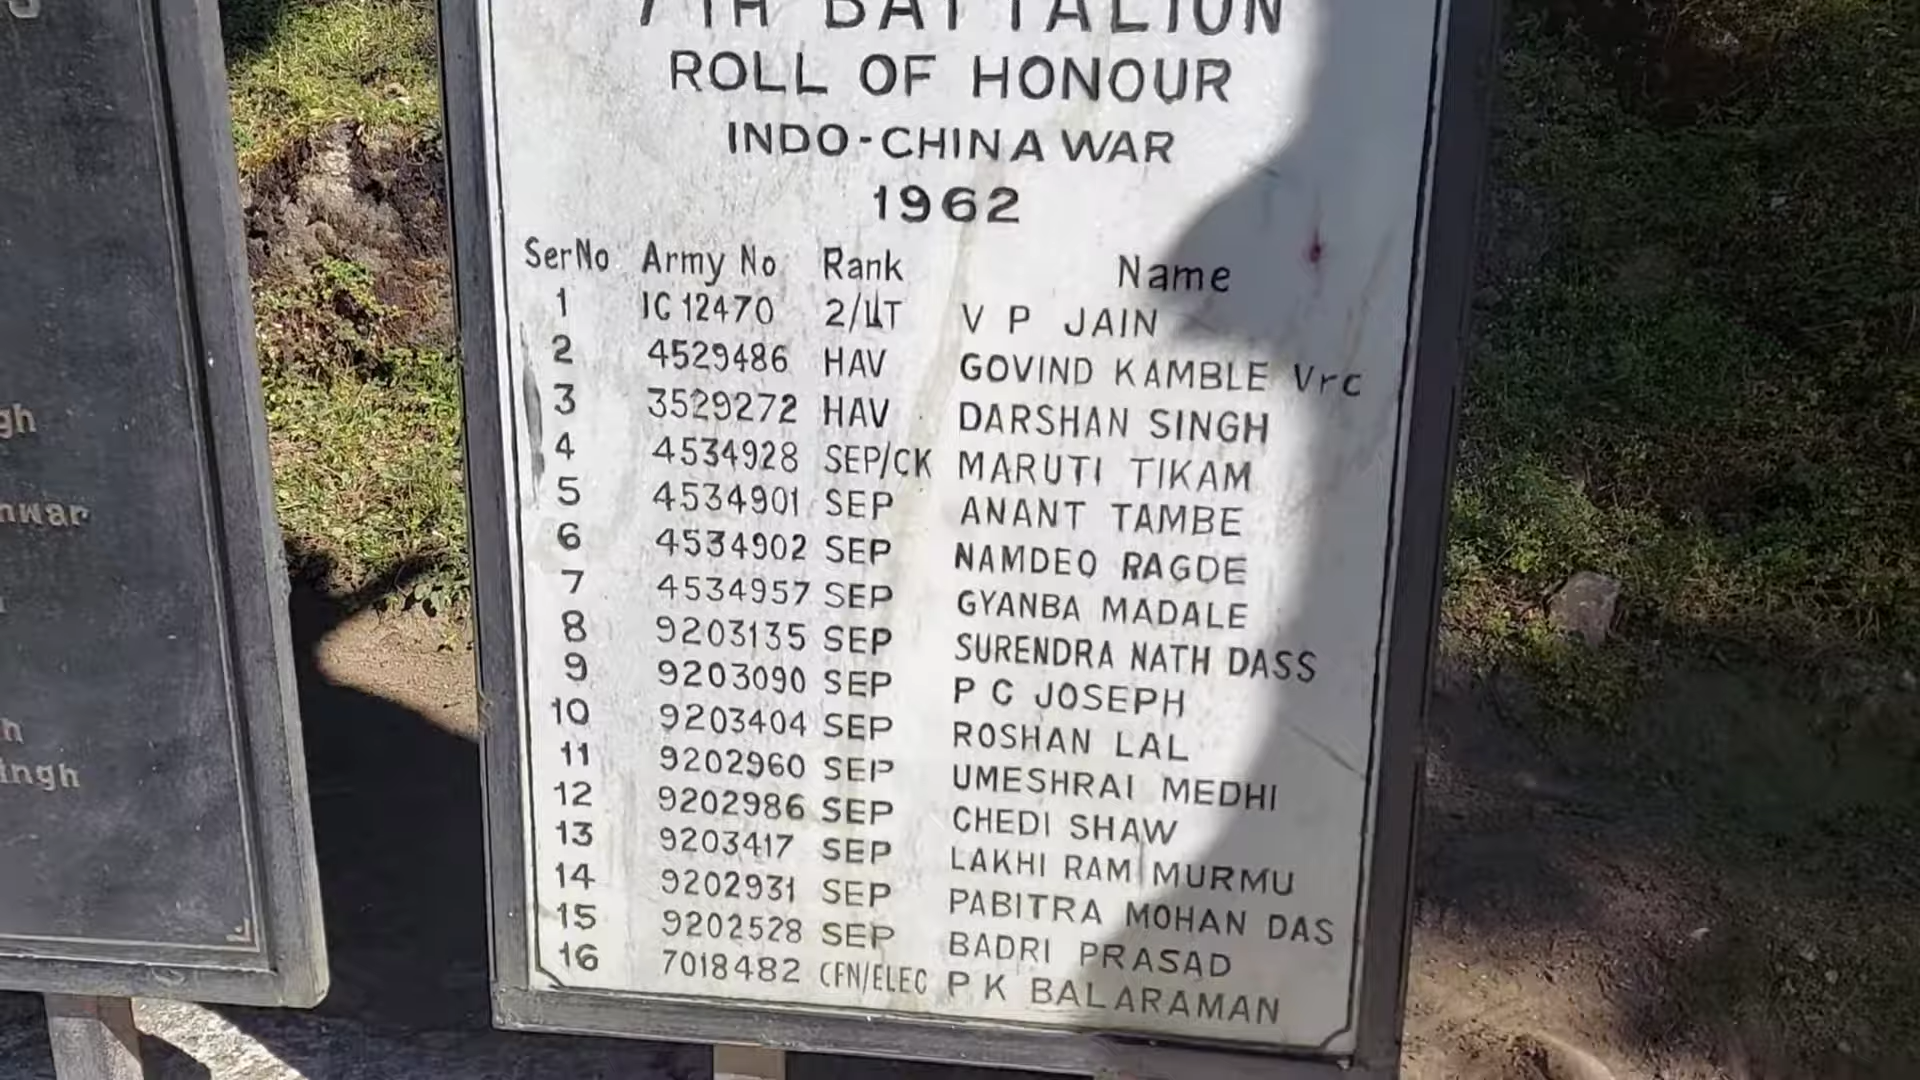 7TH BATTALION
ROLL OF HONOUR
INDO-CHINA WAR
1962
Ser No Army No Rank Name
1 IC 12470 2/LT V P JAIN
2 4529486 HAV GOVIND KAMBLE Vrc
3 3529272 HAV DARSHAN SINGH
4 4534928 SEP/CK MARUTI TIKAM
5 4534901 SEP ANANT TAMBE
6 4534902 SEP NAMDEO RAGDE
7 4534957 SEP GYANBA MADALE
8 9203135 SEP SURENDRA NATH DASS
9 9203090 SEP P C JOSEPH
10 9203404 SEP ROSHAN LAL
11 9202960 SEP UMESHRAI MEDHI
12 9202986 SEP CHEDI SHAW
13 9203417 SEP LAKHI RAM MURMU
14 9202931 SEP PABITRA MOHAN DAS
15 9202528 SEP BADRI PRASAD
16 7018482 CFN/ELEC P K BALARAMAN